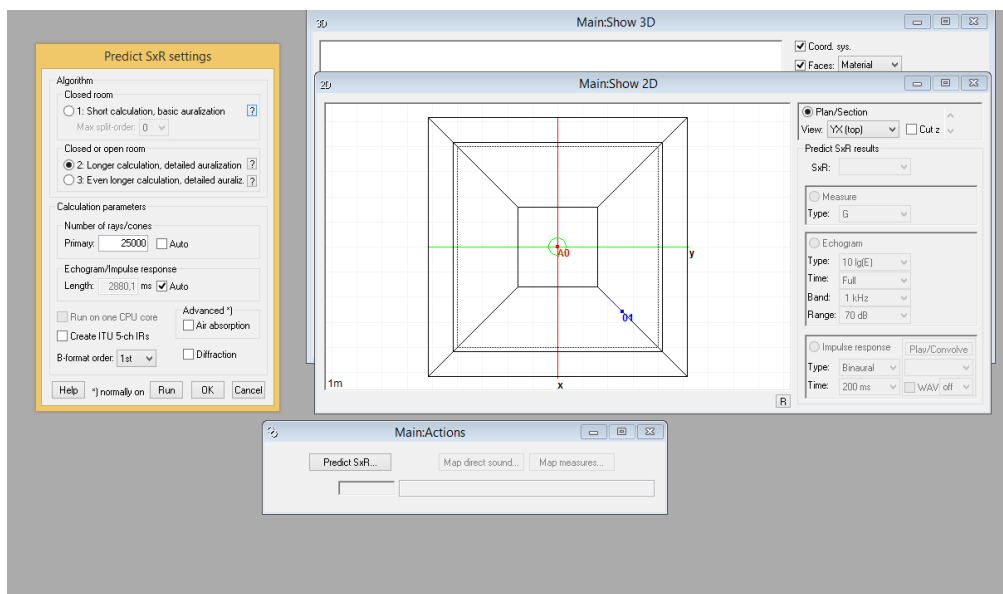 Predict SxR settings
Algorithm
Closed room
1: Short calculation, basic auralization ?
Max split-order: 0
Closed or open room
2: Longer calculation, detailed auralization ?
3: Even longer calculation, detailed auraliz. ?
Calculation parameters
Number of rays/cones
Primary: 25000 Auto
Echogram/Impulse response
Length: 2880,1 ms Auto
Run on one CPU core
Advanced *)
Air absorption
Create ITU 5-ch IRs
B-format order: 1st
Diffraction
Help *) normally on Run OK Cancel
3D Main:Show 3D
Coord. sys.
Faces: Material
2D Main:Show 2D
A0
01
y
x
1m
R
Plan/Section
View: YX (top) Cut z
Predict SxR results
SxR:
Measure
Type: G
Echogram
Type: 10 lg(E)
Time: Full
Band: 1 kHz
Range: 70 dB
Impulse response Play/Convolve
Type: Binaural
Time: 200 ms WAV off
Main:Actions
Predict SxR... Map direct sound... Map measures...